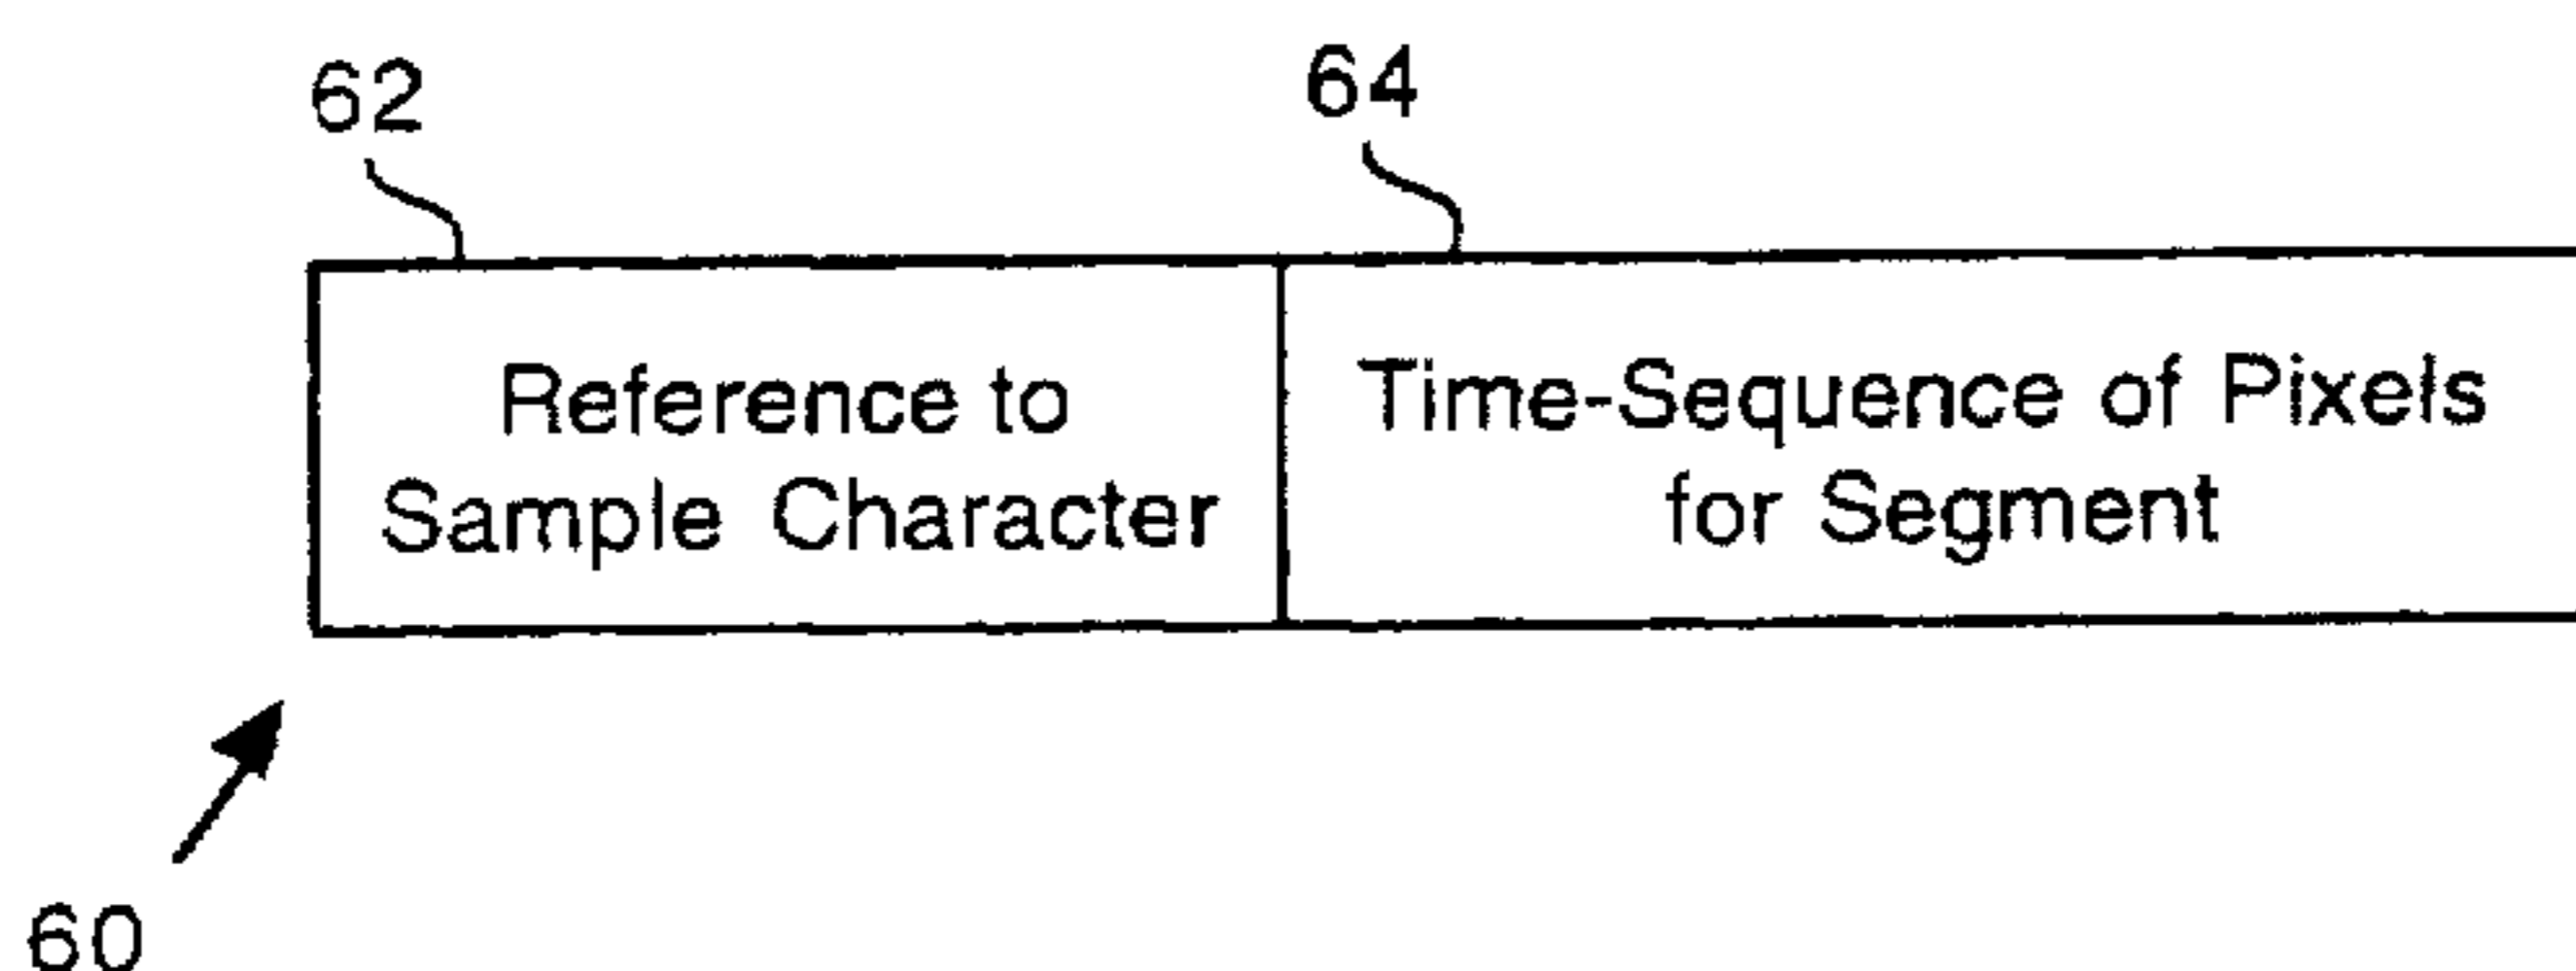 62
64
Reference to
Sample Character
Time-Sequence of Pixels
for Segment
60